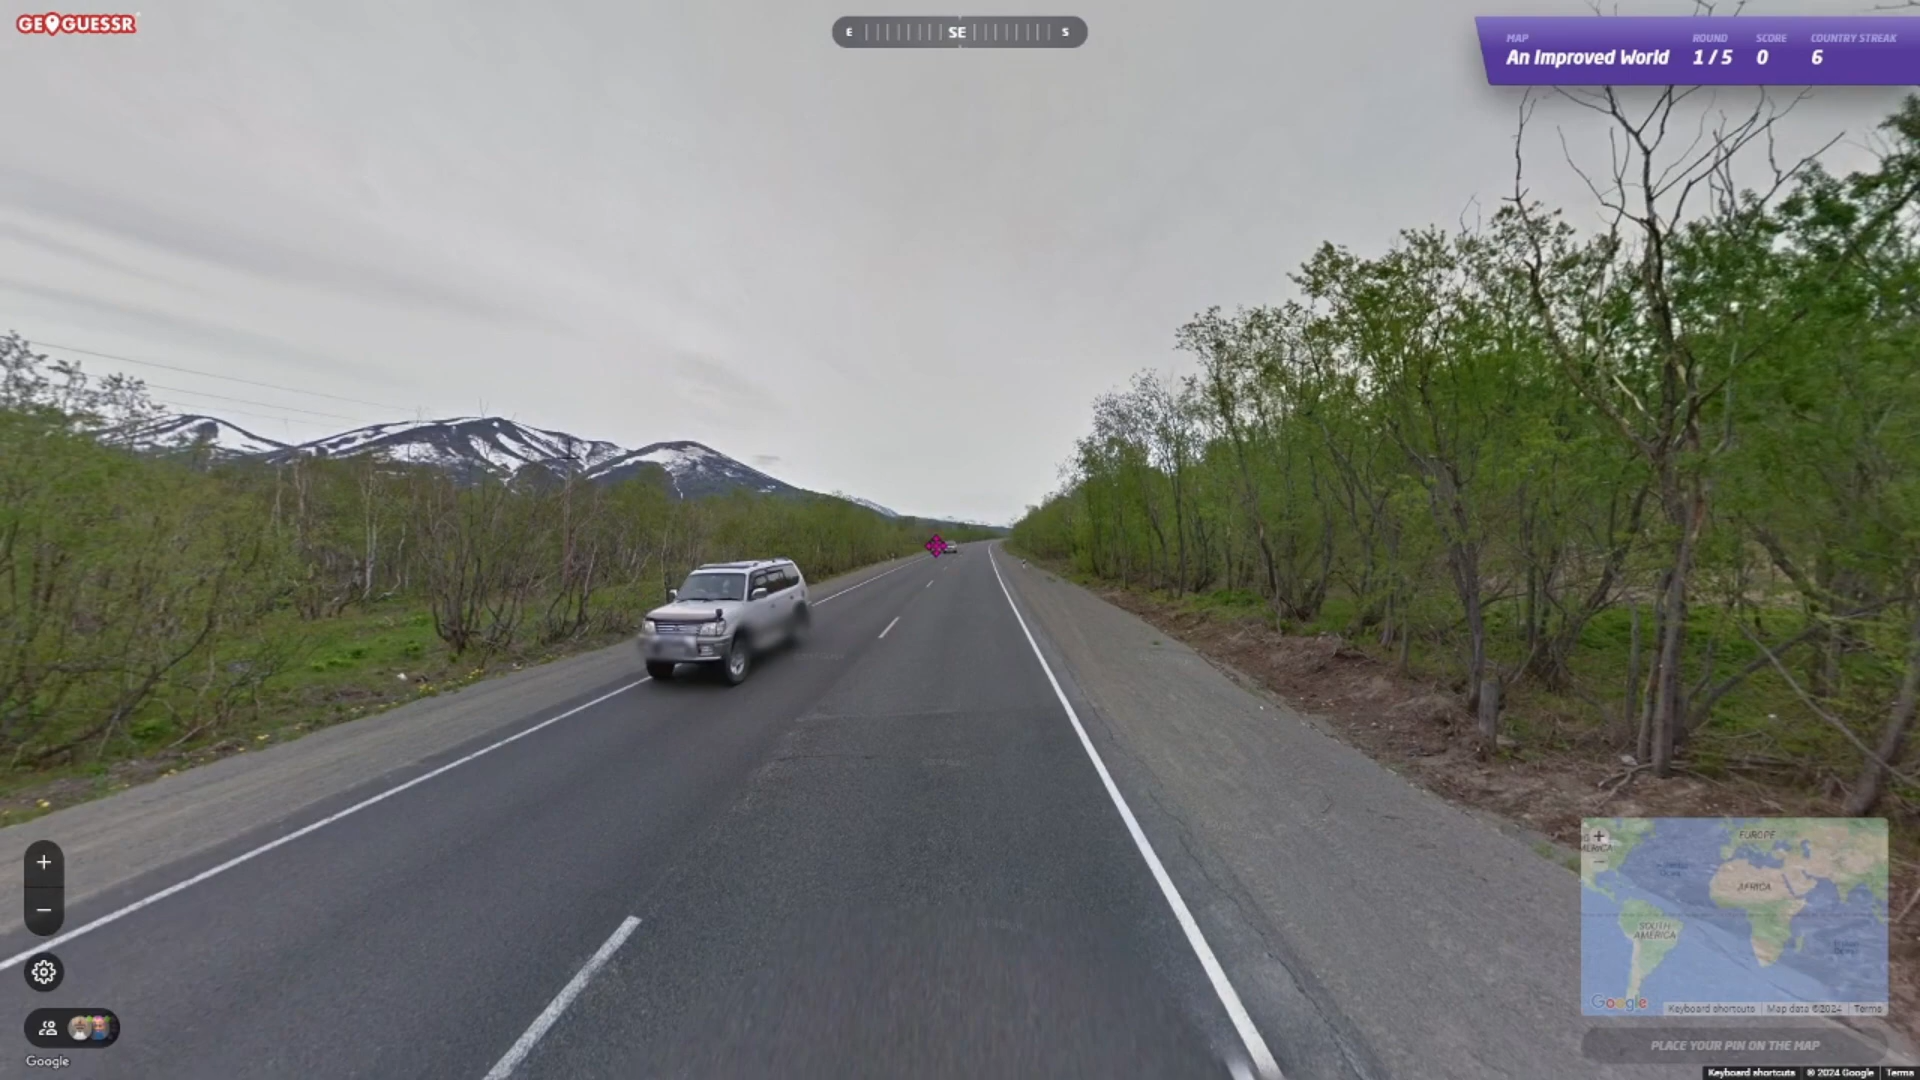 GEOGUESSR
E
SE
S
MAP
An Improved World
ROUND
1 / 5
SCORE
0
COUNTRY STREAK
6
EUROPE
AFRICA
SOUTH
AMERICA
Google
Keyboard shortcuts
Map data ©2024
Terms
PLACE YOUR PIN ON THE MAP
Google
Keyboard shortcuts
© 2024 Google
Terms